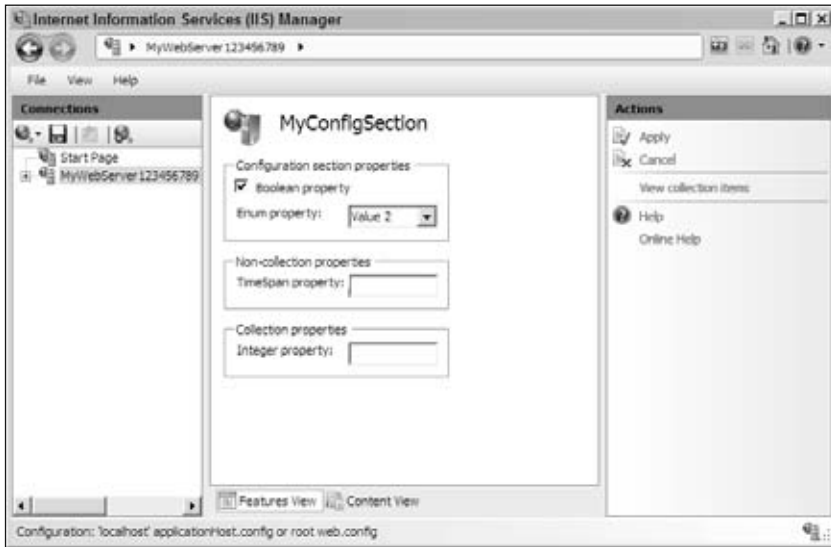 Internet Information Services (IIS) Manager
MyWebServer123456789
File View Help
Connections
Start Page
MyWebServer123456789
MyConfigSection
Configuration section properties
Boolean property
Enum property: Value 2
Non-collection properties
TimeSpan property:
Collection properties
Integer property:
Features View Content View
Actions
Apply
Cancel
View collection items
Help
Online Help
Configuration: 'localhost' applicationHost.config or root web.config